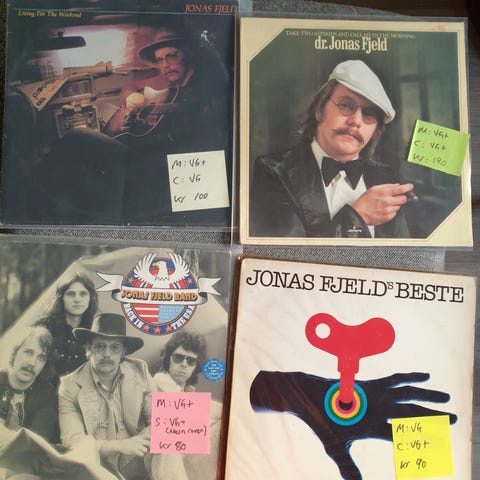 Living For The Weekend
JONAS FJELD
M: VG+
C: VG
kr 100
TAKE TWO ASPIRINS AND CALL ME IN THE MORNING
dr. Jonas Fjeld
M: VG+
C: VG+
kr: 190
JONAS FJELD BAND
BACK IN THE USA
M: VG+
S: VG+
kr 80
JONAS FJELD'S BESTE
M: VG
C: VG+
kr 90